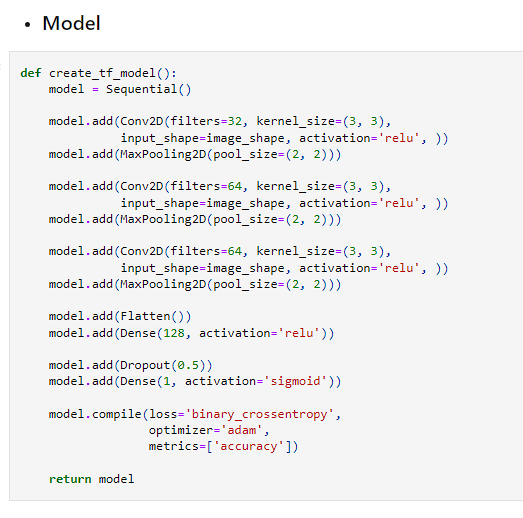 • Model
def create_tf_model():
    model = Sequential()

    model.add(Conv2D(filters=32, kernel_size=(3, 3),
              input_shape=image_shape, activation='relu', ))
    model.add(MaxPooling2D(pool_size=(2, 2)))

    model.add(Conv2D(filters=64, kernel_size=(3, 3),
              input_shape=image_shape, activation='relu', ))
    model.add(MaxPooling2D(pool_size=(2, 2)))

    model.add(Conv2D(filters=64, kernel_size=(3, 3),
              input_shape=image_shape, activation='relu', ))
    model.add(MaxPooling2D(pool_size=(2, 2)))

    model.add(Flatten())
    model.add(Dense(128, activation='relu'))

    model.add(Dropout(0.5))
    model.add(Dense(1, activation='sigmoid'))

    model.compile(loss='binary_crossentropy',
                  optimizer='adam',
                  metrics=['accuracy'])

    return model